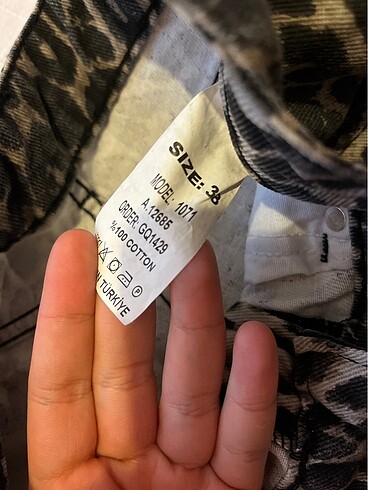 SIZE: 38
MODEL: 1071
A.12685
ORDER: GQ1429
%100 COTTON
P
N TÜRKİYE